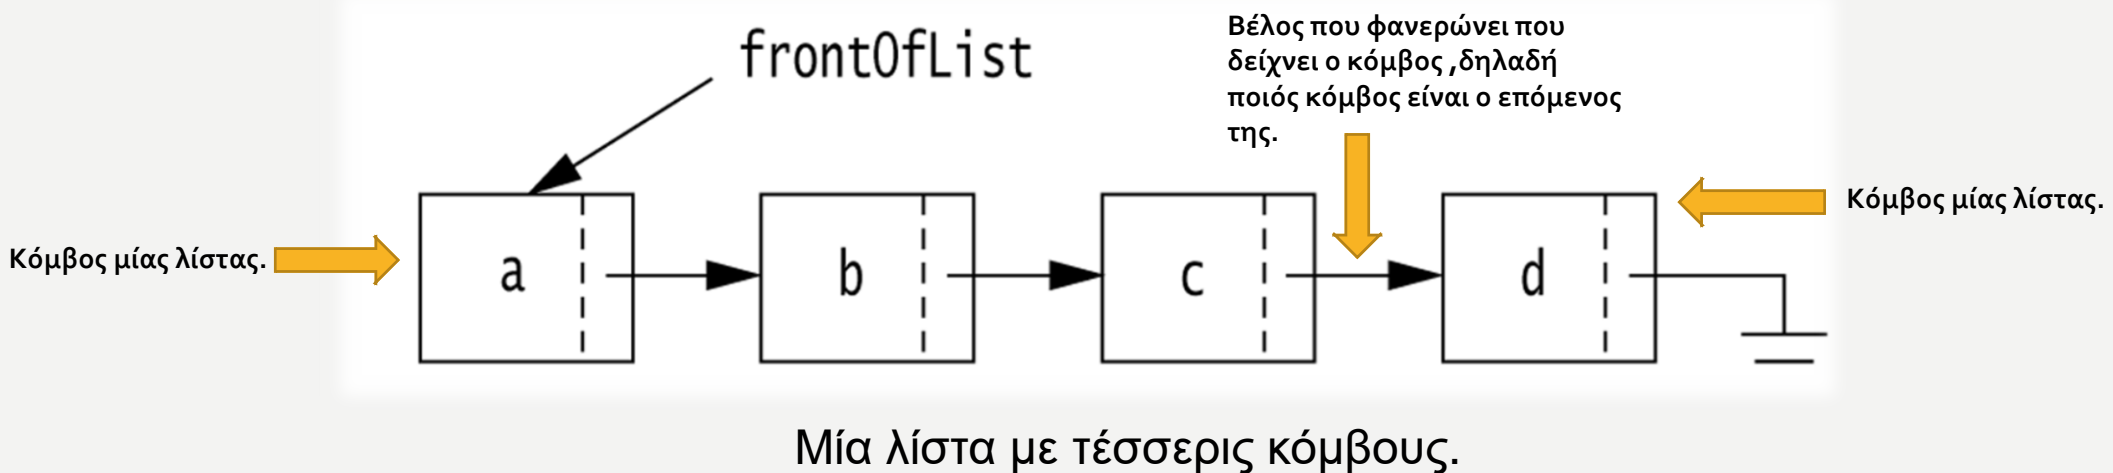 frontOfList
Βέλος που φανερώνει που
δείχνει ο κόμβος ,δηλαδή
ποιός κόμβος είναι ο επόμενος
της.
Κόμβος μίας λίστας.
Κόμβος μίας λίστας.
a
b
c
d
Μία λίστα με τέσσερις κόμβους.